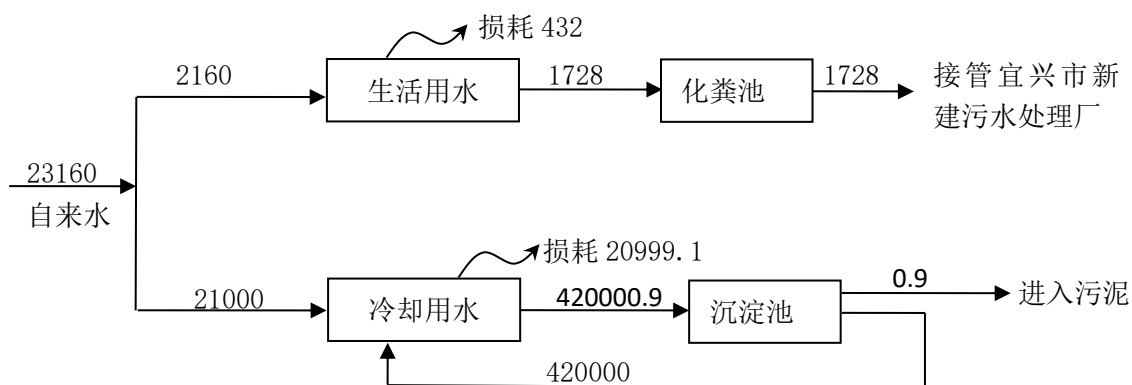 损耗 432
2160
生活用水
1728
化粪池
1728
接管宜兴市新
建污水处理厂
23160
自来水
损耗 20999.1
21000
冷却用水
420000.9
沉淀池
0.9
进入污泥
420000